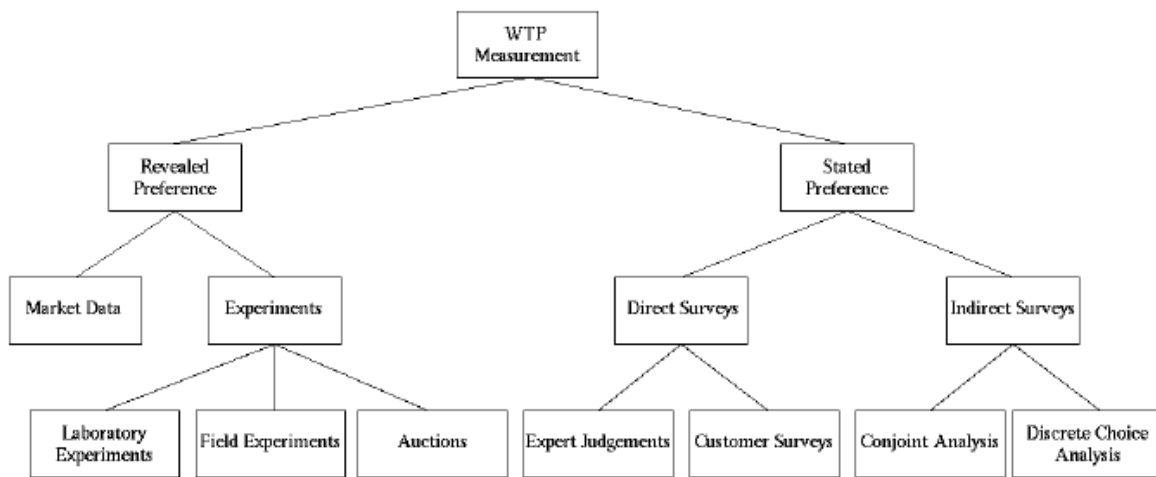 WTP
Measurement
Revealed
Preference
Stated
Preference
Market Data
Experiments
Direct Surveys
Indirect Surveys
Laboratory
Experiments
Field Experiments
Auctions
Expert Judgements
Customer Surveys
Conjoint Analysis
Discrete Choice
Analysis